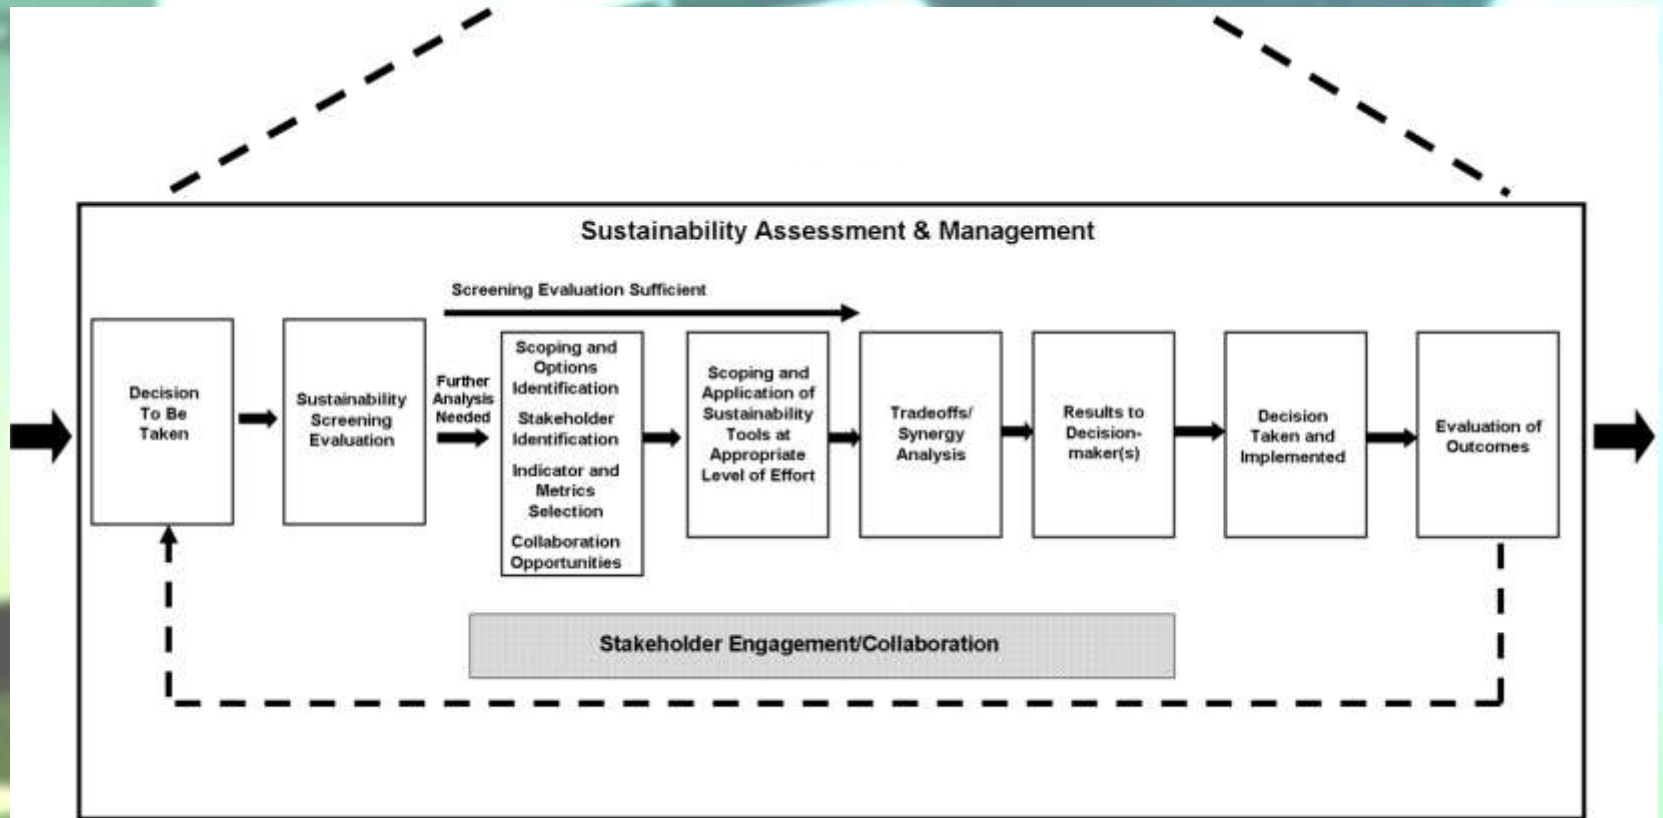 Sustainability Assessment & Management
Screening Evaluation Sufficient
Decision
To Be
Taken
Sustainability
Screening
Evaluation
Further
Analysis
Needed
Scoping and
Options
Identification
Stakeholder
Identification
Indicator and
Metrics
Selection
Collaboration
Opportunities
Scoping and
Application of
Sustainability
Tools at
Appropriate
Level of Effort
Tradeoffs/
Synergy
Analysis
Results to
Decision-
maker(s)
Decision
Taken and
Implemented
Evaluation of
Outcomes
Stakeholder Engagement/Collaboration